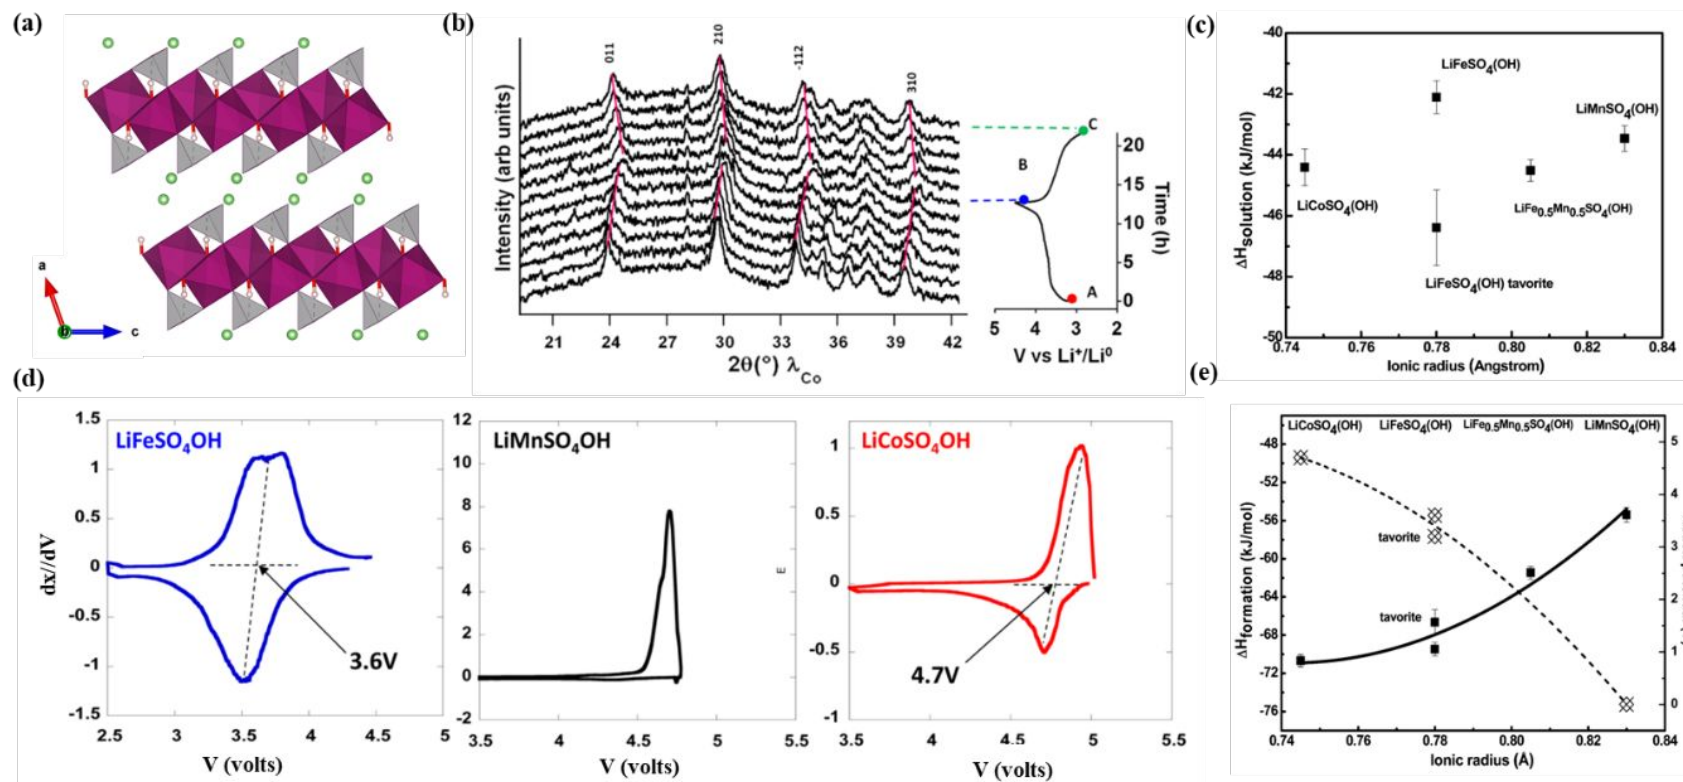 (a)
a
b
c
(b)
Intensity (arb units)
011
210
-112
310
21 24 27 30 33 36 39 42
2θ(°) λCo
A
B
C
5 4 3 2
V vs Li⁺/Li⁰
0 5 10 15 20
Time (h)
(c)
ΔHsolution (kJ/mol)
-40
-42
-44
-46
-48
-50
LiFeSO4(OH)
LiMnSO4(OH)
LiCoSO4(OH)
LiFe0.5Mn0.5SO4(OH)
LiFeSO4(OH) tavorite
0.74 0.76 0.78 0.80 0.82 0.84
Ionic radius (Angstrom)
(d)
dx//dV
LiFeSO4OH
1.5
1
0.5
0
-0.5
-1
-1.5
3.6V
2.5 3 3.5 4 4.5 5
V (volts)
LiMnSO4OH
12
10
8
6
4
2
0
-2
3.5 4 4.5 5 5.5
V (volts)
E
LiCoSO4OH
1
0.5
0
-0.5
-1
4.7V
3.5 4 4.5 5 5.5
V (volts)
(e)
ΔHformation (kJ/mol)
-48
-52
-56
-60
-64
-68
-72
-76
LiCoSO4(OH) LiFeSO4(OH) LiFe0.5Mn0.5SO4(OH) LiMnSO4(OH)
tavorite
tavorite
5
4
3
2
1
0
0.74 0.76 0.78 0.80 0.82 0.84
Ionic radius (Å)